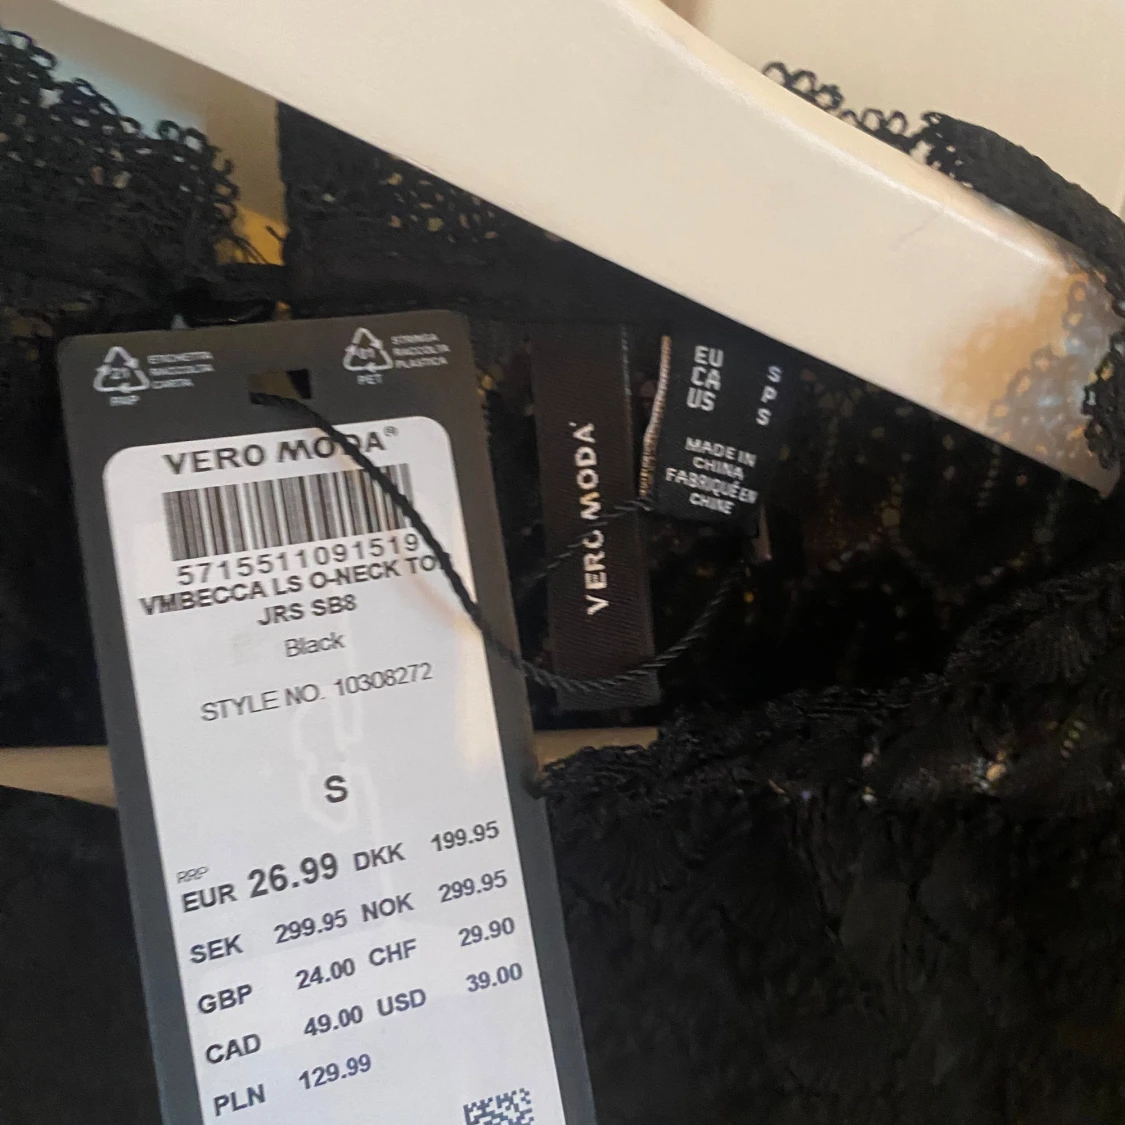 21
PAP
ETICHETTA
RACCOLTA
CARTA
01
PET
STRINGA
RACCOLTA
PLASTICA
VERO MODA®
5715511091519
VMBECCA LS O-NECK TOP
JRS SB8
Black
STYLE NO. 10308272
S
RRP
EUR 26.99 DKK 199.95
SEK 299.95 NOK 299.95
GBP 24.00 CHF 29.90
CAD 49.00 USD 39.00
PLN 129.99
VERO MODA
EU S
CA P
US S
MADE IN
CHINA
FABRIQUÉ EN
CHINE